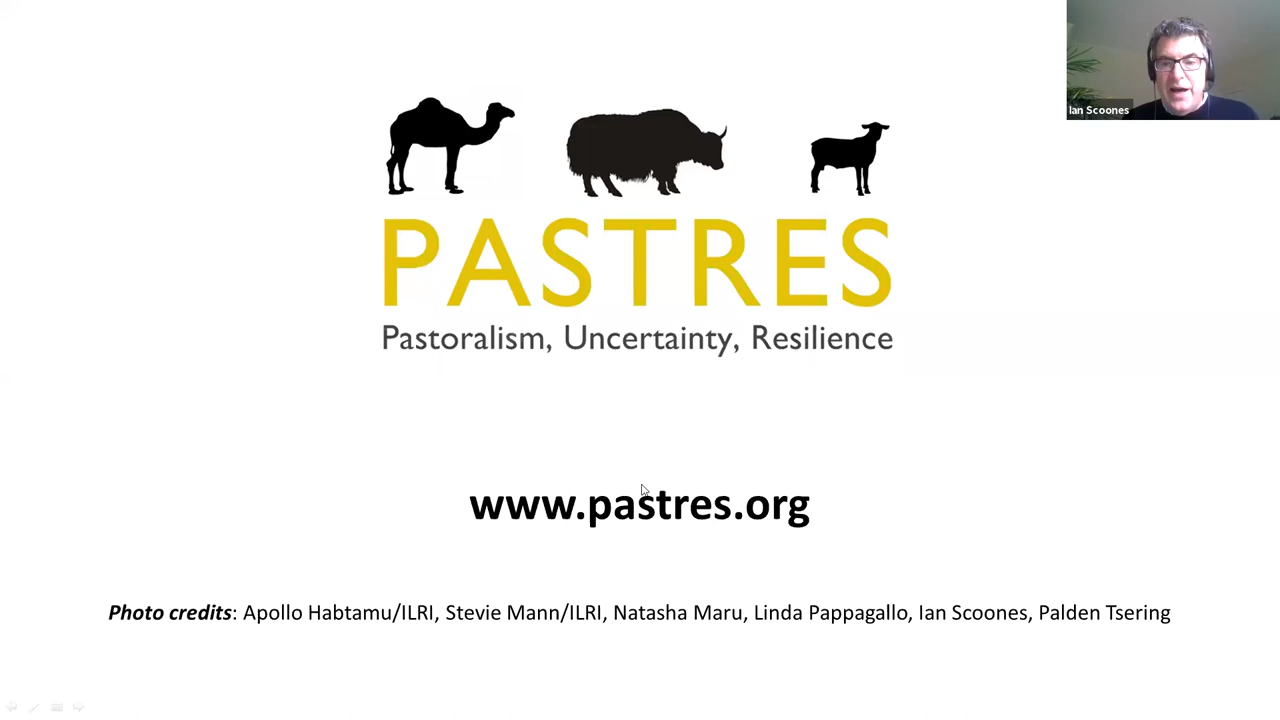 Ian Scoones
PASTRES
Pastoralism, Uncertainty, Resilience
www.pastres.org
Photo credits: Apollo Habtamu/ILRI, Stevie Mann/ILRI, Natasha Maru, Linda Pappagallo, Ian Scoones, Palden Tsering